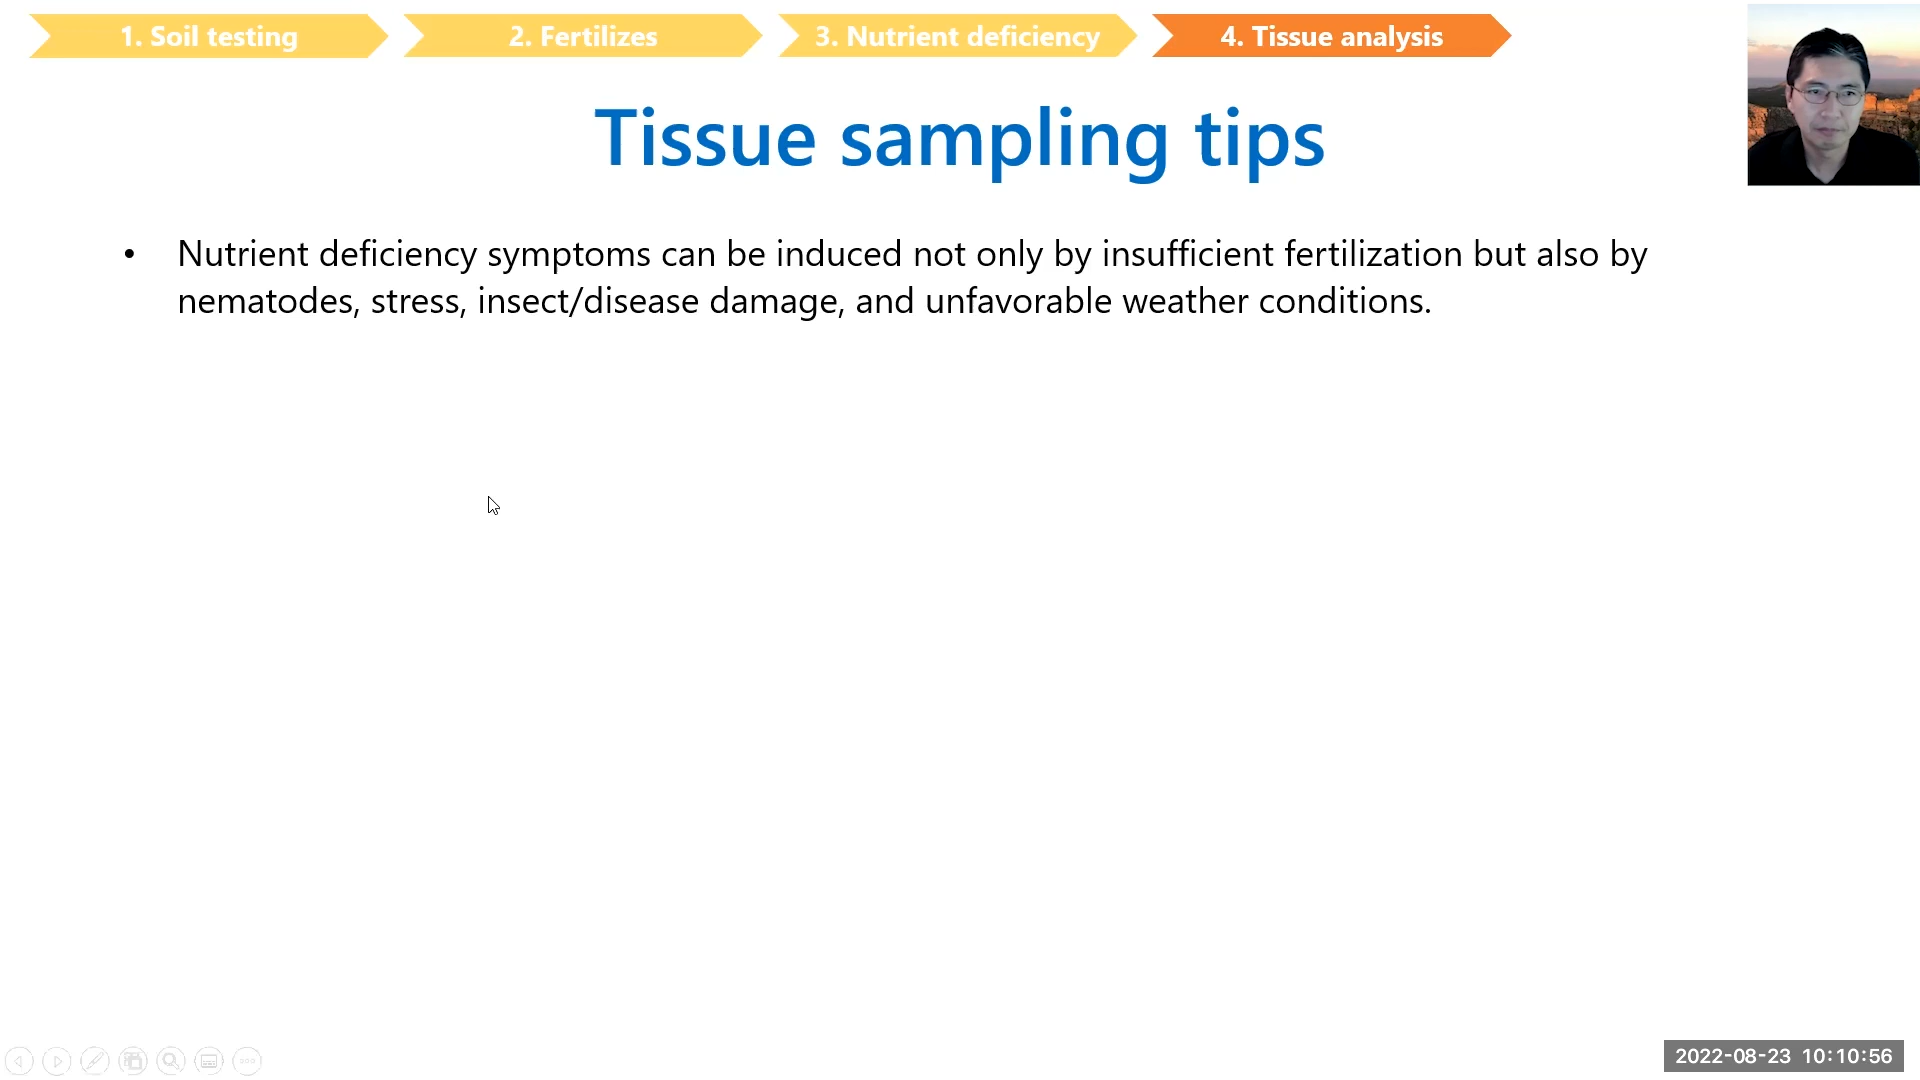 1. Soil testing
2. Fertilizes
3. Nutrient deficiency
4. Tissue analysis
Tissue sampling tips
• Nutrient deficiency symptoms can be induced not only by insufficient fertilization but also by
nematodes, stress, insect/disease damage, and unfavorable weather conditions.
2022-08-23 10:10:56